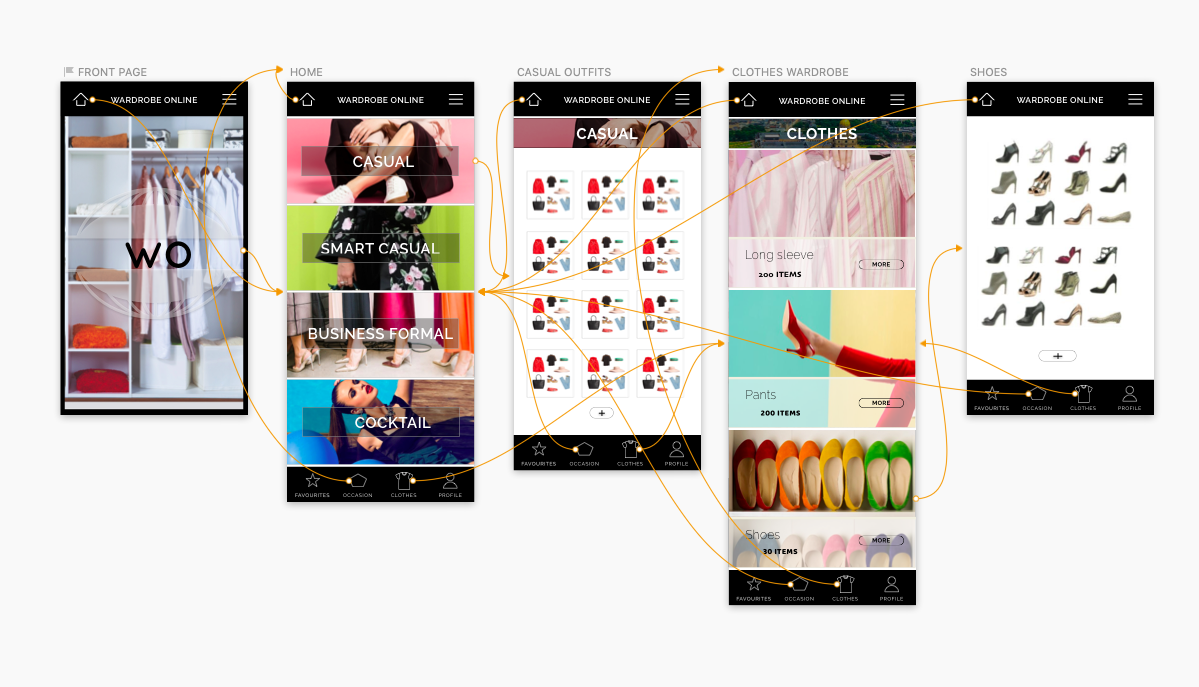 FRONT PAGE
WARDROBE ONLINE
WO
HOME
WARDROBE ONLINE
CASUAL
SMART CASUAL
BUSINESS FORMAL
COCKTAIL
FAVOURITES OCCASION CLOTHES PROFILE
CASUAL OUTFITS
WARDROBE ONLINE
CASUAL
+
FAVOURITES OCCASION CLOTHES PROFILE
CLOTHES WARDROBE
WARDROBE ONLINE
CLOTHES
Long sleeve
200 ITEMS
MORE
Pants
200 ITEMS
MORE
Shoes
30 ITEMS
MORE
FAVOURITES OCCASION CLOTHES PROFILE
SHOES
WARDROBE ONLINE
+
FAVOURITES OCCASION CLOTHES PROFILE